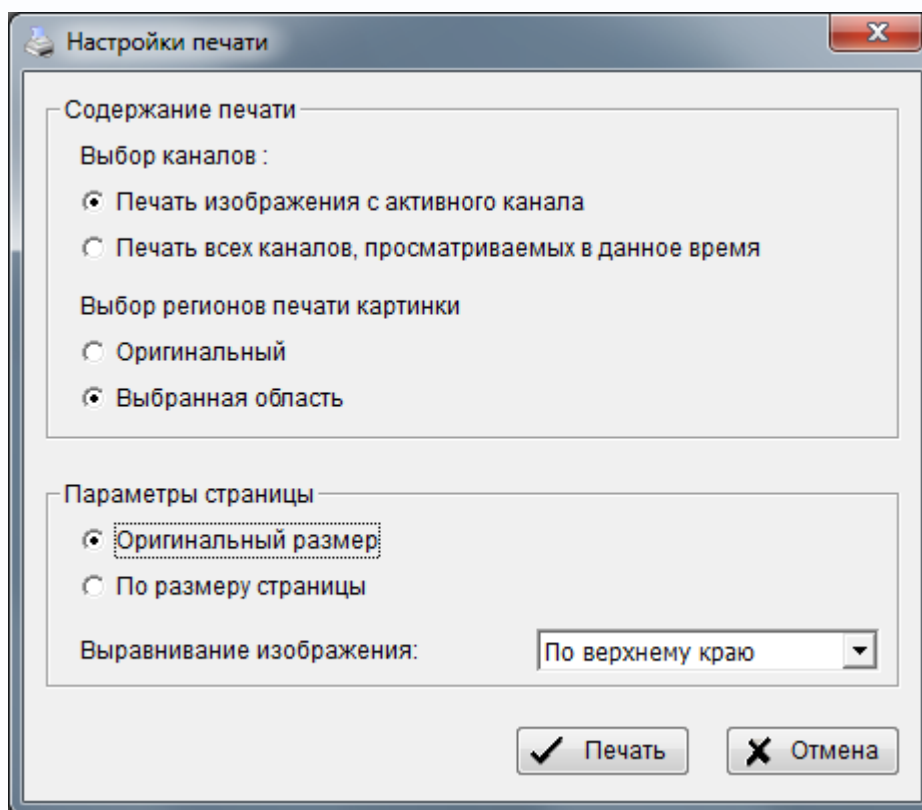 Настройки печати
Содержание печати
Выбор каналов :
Печать изображения с активного канала
Печать всех каналов, просматриваемых в данное время
Выбор регионов печати картинки
Оригинальный
Выбранная область
Параметры страницы
Оригинальный размер
По размеру страницы
Выравнивание изображения: По верхнему краю
Печать Отмена